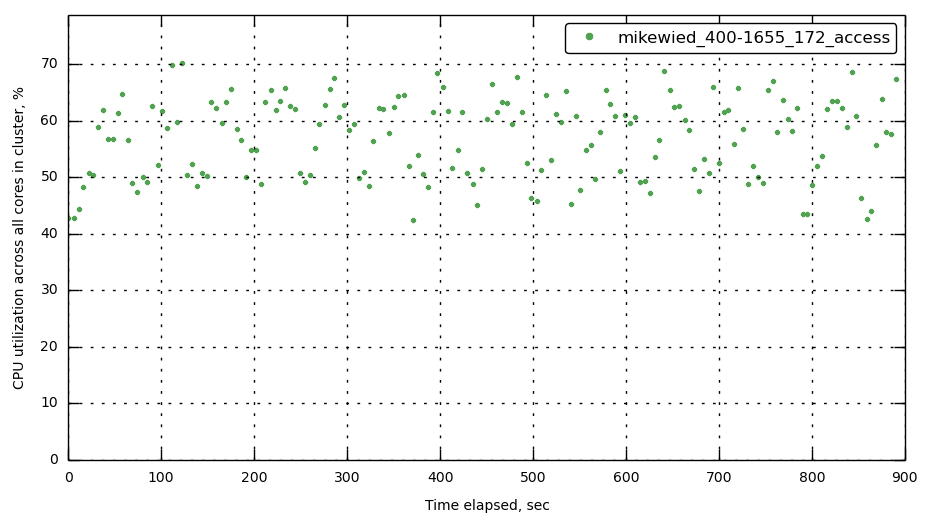 mikewied_400-1655_172_access
CPU utilization across all cores in cluster, %
70
60
50
40
30
20
10
0
0 100 200 300 400 500 600 700 800 900
Time elapsed, sec